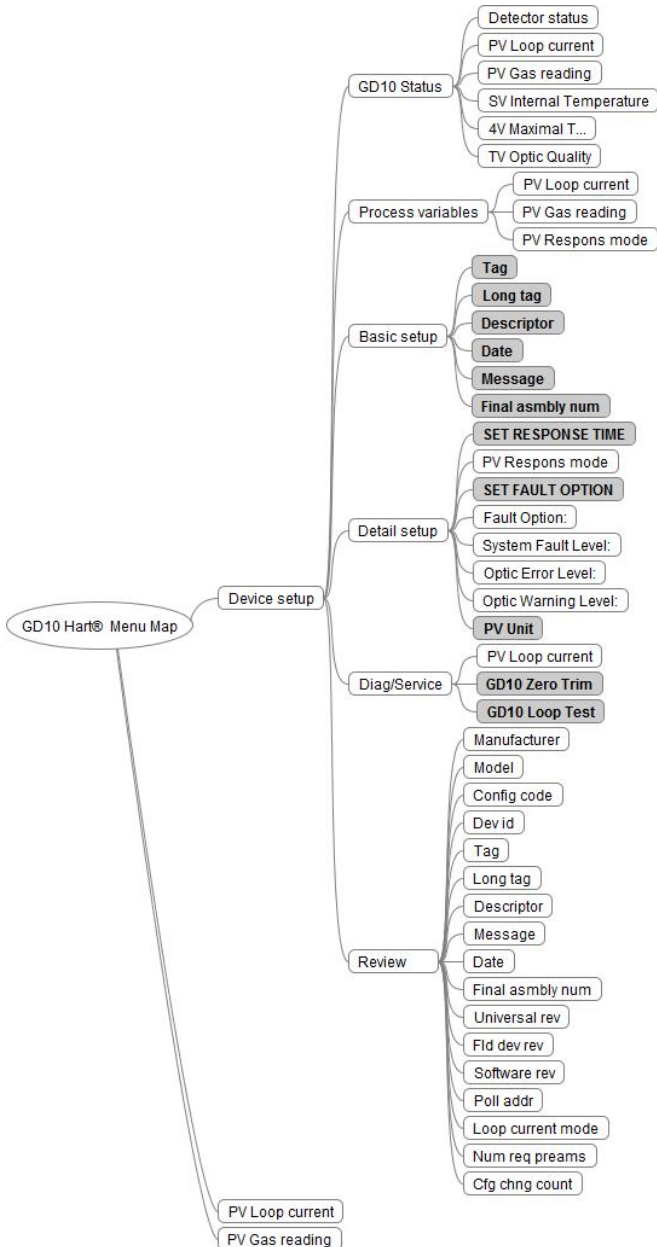 GD10 Hart® Menu Map
Device setup
GD10 Status
Detector status
PV Loop current
PV Gas reading
SV Internal Temperature
4V Maximal T...
TV Optic Quality
Process variables
PV Loop current
PV Gas reading
PV Respons mode
Basic setup
Tag
Long tag
Descriptor
Date
Message
Final asmbly num
Detail setup
SET RESPONSE TIME
PV Respons mode
SET FAULT OPTION
Fault Option:
System Fault Level:
Optic Error Level:
Optic Warning Level:
PV Unit
Diag/Service
PV Loop current
GD10 Zero Trim
GD10 Loop Test
Review
Manufacturer
Model
Config code
Dev id
Tag
Long tag
Descriptor
Message
Date
Final asmbly num
Universal rev
Fld dev rev
Software rev
Poll addr
Loop current mode
Num req preams
Cfg chng count
PV Loop current
PV Gas reading